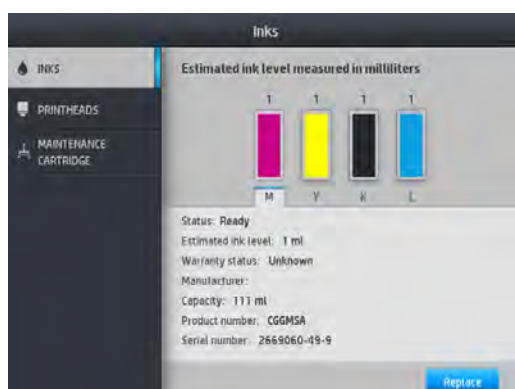 Inks
INKS
PRINTHEADS
MAINTENANCE
CARTRIDGE
Estimated ink level measured in milliliters
1 1 1 1
M Y K L
Status: Ready
Estimated ink level: 1 ml
Warranty status: Unknown
Manufacturer:
Capacity: 111 ml
Product number: CGGMSA
Serial number: 2669060-49-9
Replace